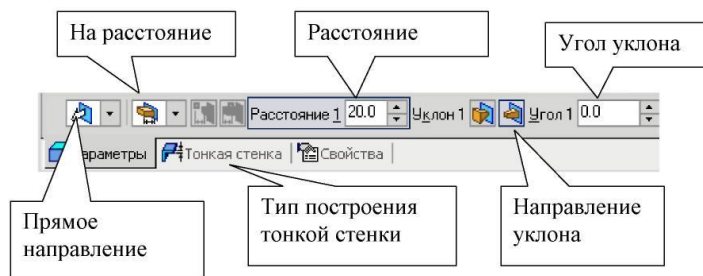 На расстояние
Расстояние
Угол уклона
Расстояние 1 20.0 Уклон 1 Угол 1 0.0
Параметры Тонкая стенка Свойства
Прямое
направление
Тип построения
тонкой стенки
Направление
уклона